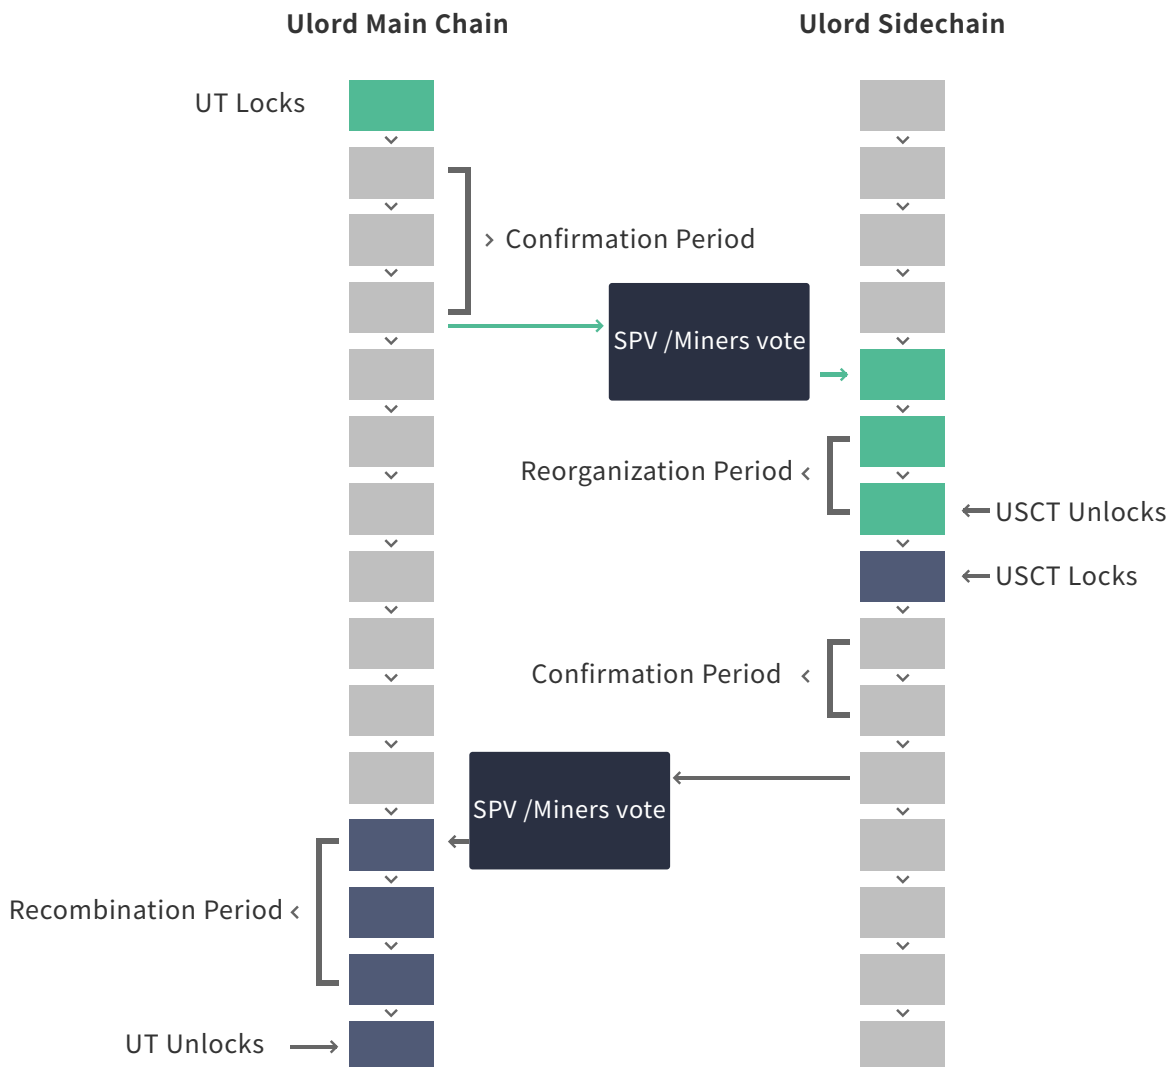 Ulord Main Chain
Ulord Sidechain
UT Locks
Confirmation Period
SPV /Miners vote
Reorganization Period
USCT Unlocks
USCT Locks
Confirmation Period
SPV /Miners vote
Recombination Period
UT Unlocks